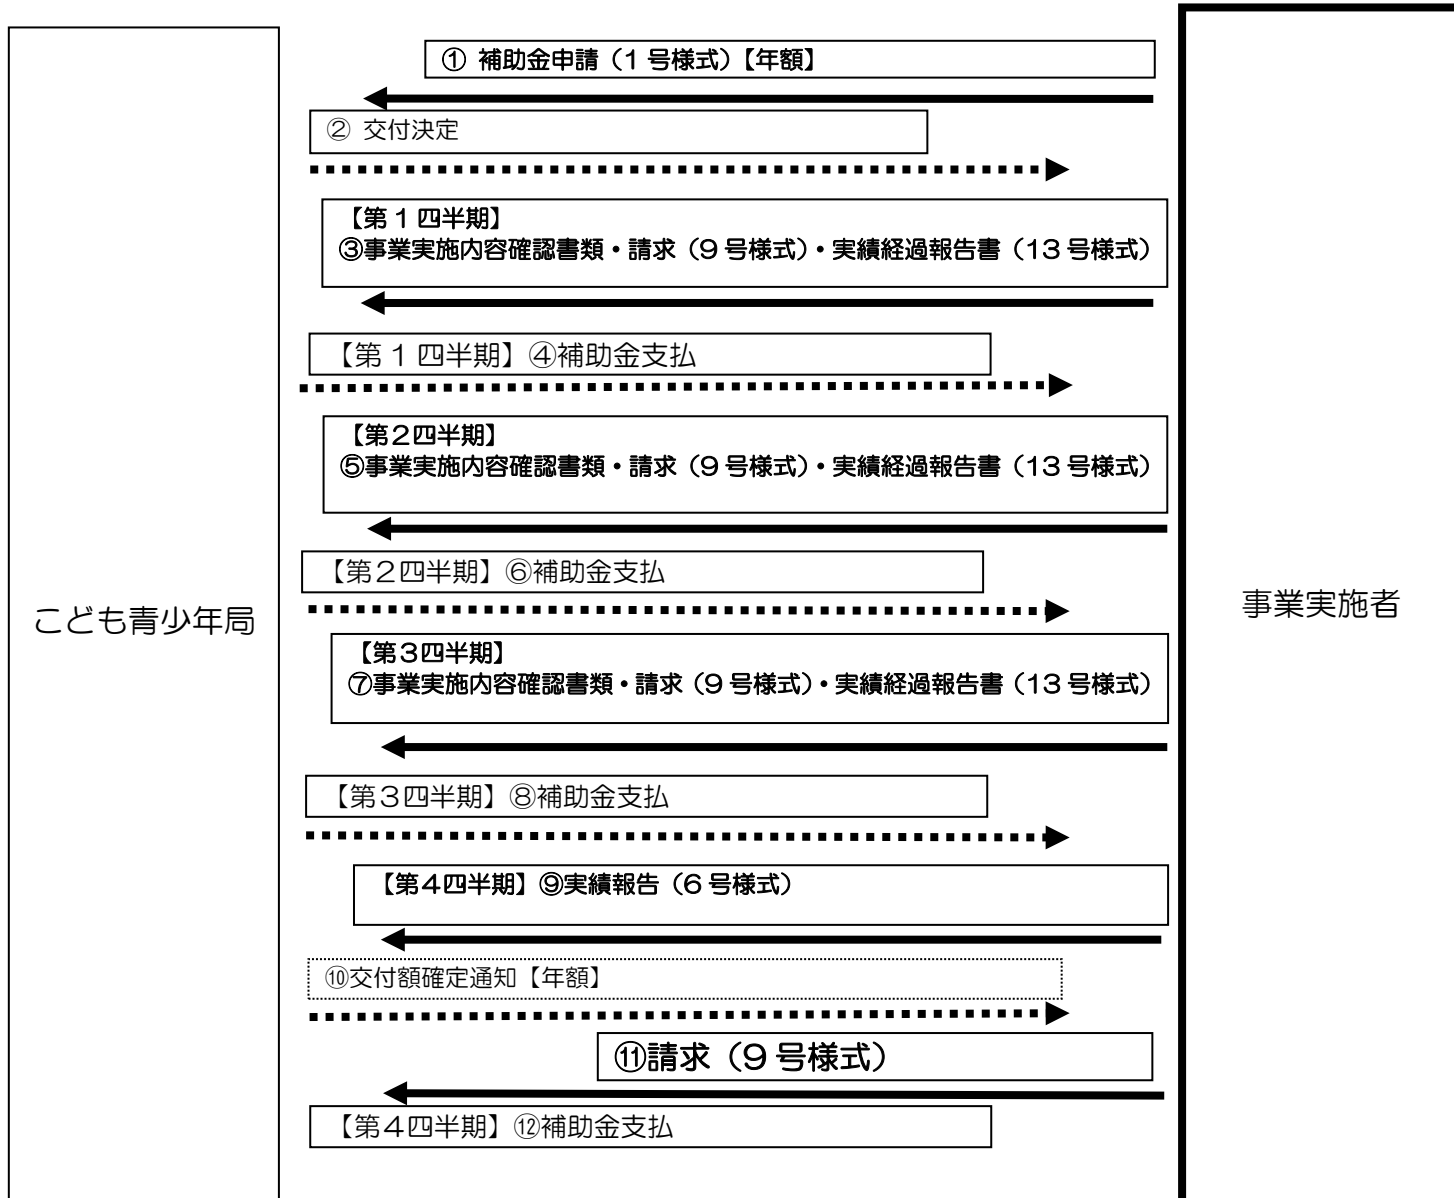 ① 補助金申請（1号様式）【年額】
② 交付決定
【第1四半期】
③事業実施内容確認書類・請求（9号様式）・実績経過報告書（13号様式）
【第1四半期】④補助金支払
【第2四半期】
⑤事業実施内容確認書類・請求（9号様式）・実績経過報告書（13号様式）
【第2四半期】⑥補助金支払
こども青少年局
事業実施者
【第3四半期】
⑦事業実施内容確認書類・請求（9号様式）・実績経過報告書（13号様式）
【第3四半期】⑧補助金支払
【第4四半期】⑨実績報告（6号様式）
⑩交付額確定通知【年額】
⑪請求（9号様式）
【第4四半期】⑫補助金支払